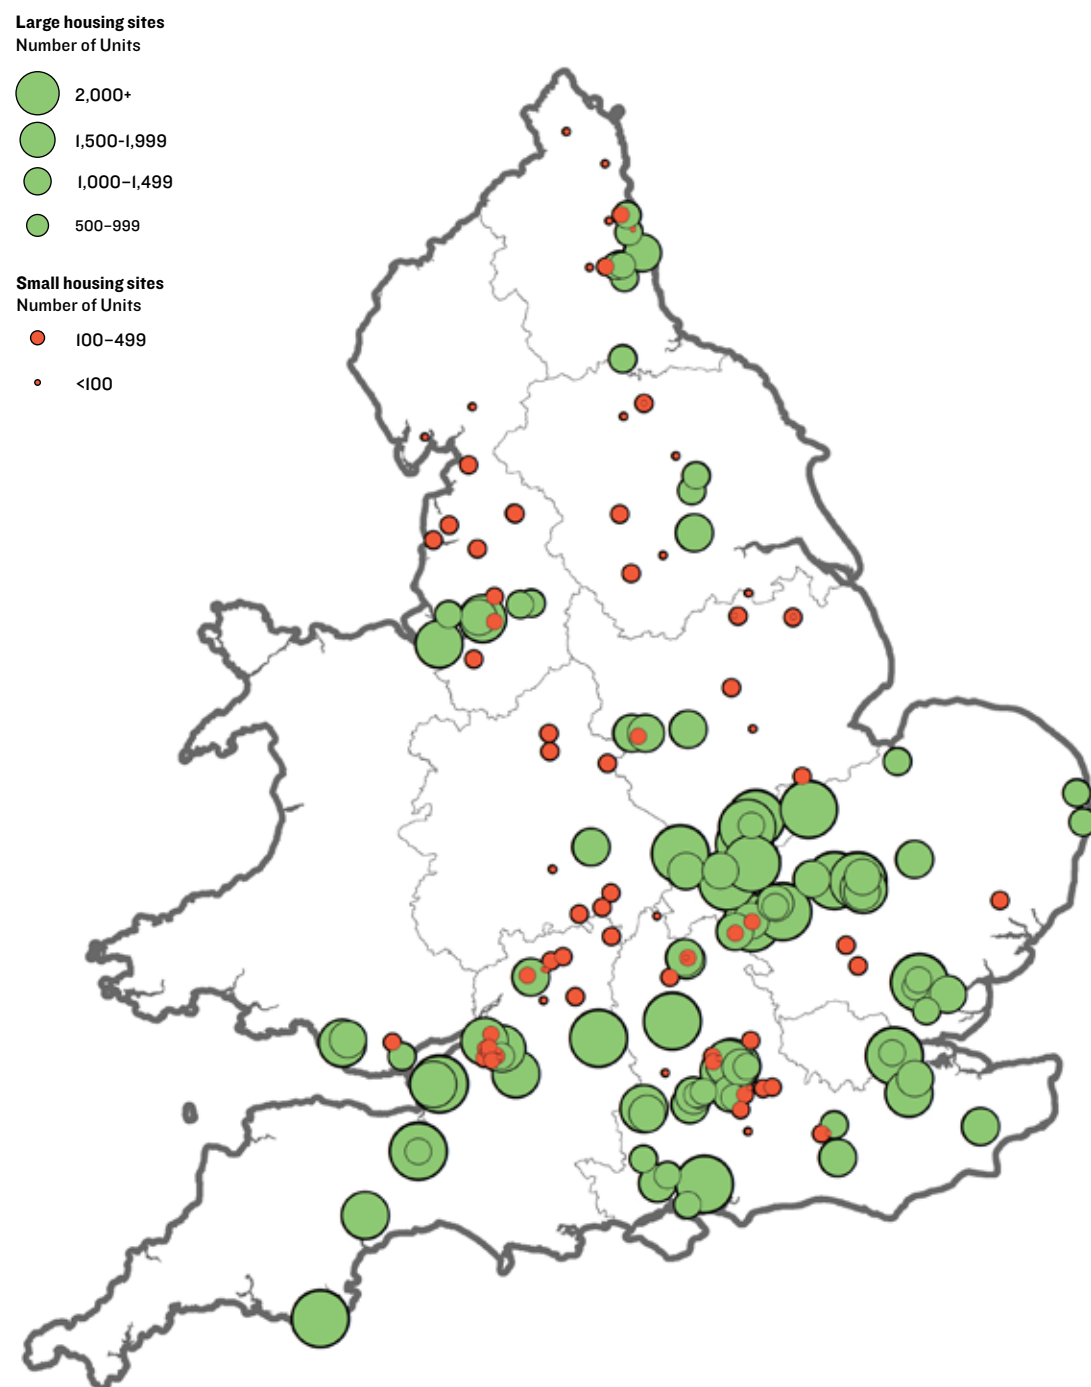 Large housing sites
Number of Units
2,000+
1,500-1,999
1,000–1,499
500–999
Small housing sites
Number of Units
100–499
<100